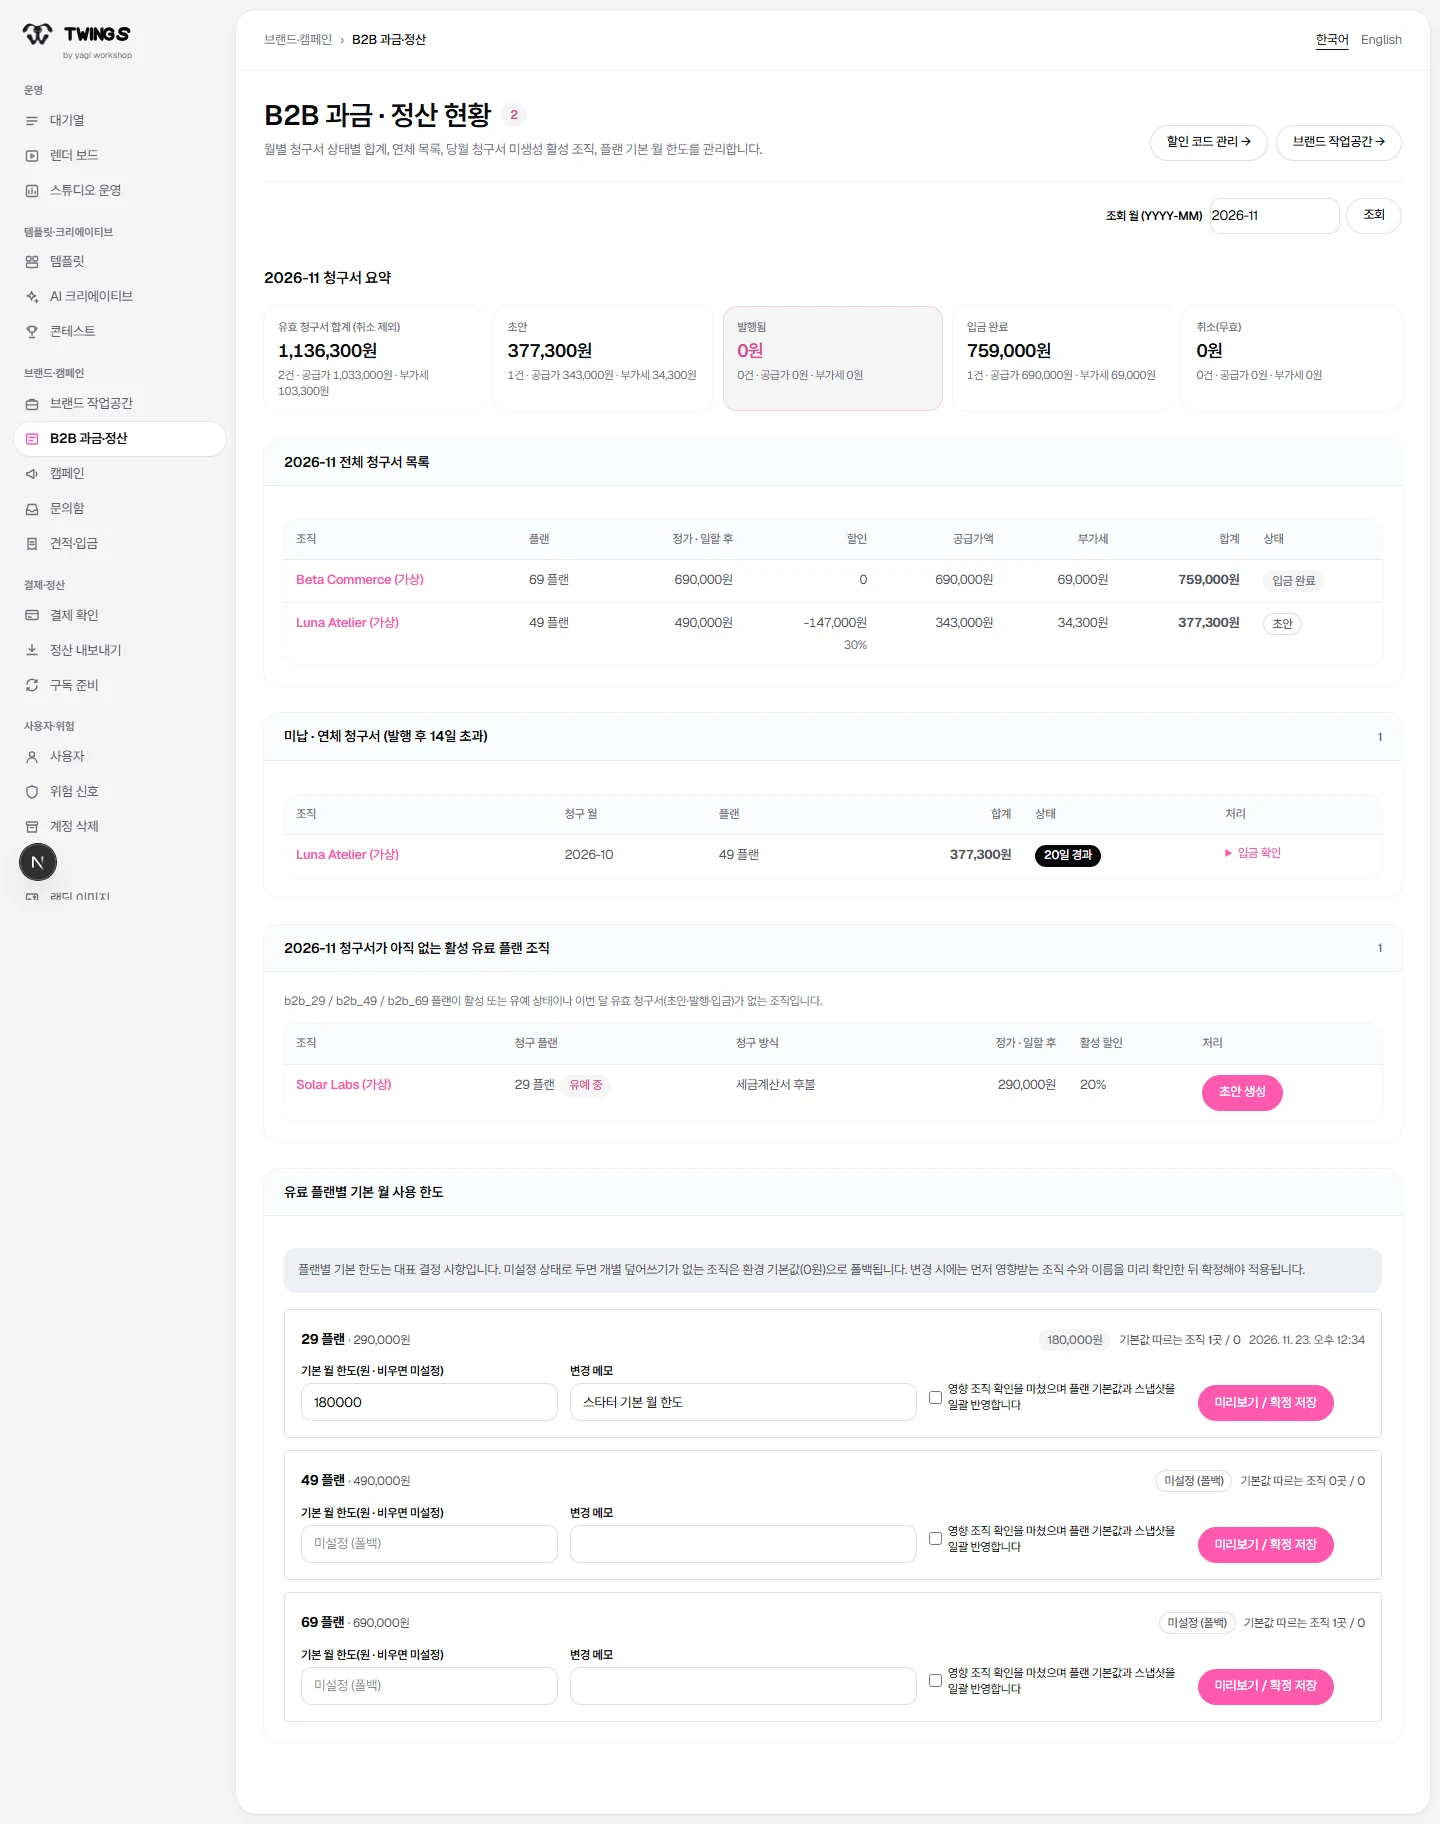 TWINGS
by yagi workshop
운영
대기열
렌더 보드
스튜디오 운영
템플릿·크리에이티브
템플릿
AI 크리에이티브
콘테스트
브랜드·캠페인
브랜드 작업공간
B2B 과금·정산
캠페인
문의함
견적·입금
결제·정산
결제 확인
정산 내보내기
구독 준비
사용자·위험
사용자
위험 신호
계정 삭제
N
랜딩 이미지
브랜드·캠페인 › B2B 과금·정산
한국어 English
B2B 과금 · 정산 현황 2
월별 청구서 상태별 합계, 연체 목록, 당월 청구서 미생성 활성 조직, 플랜 기본 월 한도를 관리합니다.
할인 코드 관리 → 브랜드 작업공간 →
조회 월 (YYYY-MM) 2026-11 조회
2026-11 청구서 요약
유효 청구서 합계 (취소 제외)
1,136,300원
2건 · 공급가 1,033,000원 · 부가세
103,300원
초안
377,300원
1건 · 공급가 343,000원 · 부가세 34,300원
발행됨
0원
0건 · 공급가 0원 · 부가세 0원
입금 완료
759,000원
1건 · 공급가 690,000원 · 부가세 69,000원
취소(무효)
0원
0건 · 공급가 0원 · 부가세 0원
2026-11 전체 청구서 목록
조직 플랜 정가 · 일할 후 할인 공급가액 부가세 합계 상태
Beta Commerce (가상) 69 플랜 690,000원 0 690,000원 69,000원 759,000원 입금 완료
Luna Atelier (가상) 49 플랜 490,000원 -147,000원 343,000원 34,300원 377,300원 초안
30%
미납 · 연체 청구서 (발행 후 14일 초과) 1
조직 청구 월 플랜 합계 상태 처리
Luna Atelier (가상) 2026-10 49 플랜 377,300원 20일 경과 ▶ 입금 확인
2026-11 청구서가 아직 없는 활성 유료 플랜 조직 1
b2b_29 / b2b_49 / b2b_69 플랜이 활성 또는 유예 상태이나 이번 달 유효 청구서(초안·발행·입금)가 없는 조직입니다.
조직 청구 플랜 청구 방식 정가 · 일할 후 활성 할인 처리
Solar Labs (가상) 29 플랜 유예 중 세금계산서 후불 290,000원 20% 초안 생성
유료 플랜별 기본 월 사용 한도
플랜별 기본 한도는 대표 결정 사항입니다. 미설정 상태로 두면 개별 덮어쓰기가 없는 조직은 환경 기본값(0원)으로 폴백됩니다. 변경 시에는 먼저 영향받는 조직 수와 이름을 미리 확인한 뒤 확정해야 적용됩니다.
29 플랜 · 290,000원 180,000원 기본값 따르는 조직 1곳 / 0 2026. 11. 23. 오후 12:34
기본 월 한도(원 · 비우면 미설정) 변경 메모
180000 스타터 기본 월 한도
영향 조직 확인을 마쳤으며 플랜 기본값과 스냅샷을
일괄 반영합니다
미리보기 / 확정 저장
49 플랜 · 490,000원 미설정 (폴백) 기본값 따르는 조직 0곳 / 0
기본 월 한도(원 · 비우면 미설정) 변경 메모
미설정 (폴백)
영향 조직 확인을 마쳤으며 플랜 기본값과 스냅샷을
일괄 반영합니다
미리보기 / 확정 저장
69 플랜 · 690,000원 미설정 (폴백) 기본값 따르는 조직 1곳 / 0
기본 월 한도(원 · 비우면 미설정) 변경 메모
미설정 (폴백)
영향 조직 확인을 마쳤으며 플랜 기본값과 스냅샷을
일괄 반영합니다
미리보기 / 확정 저장